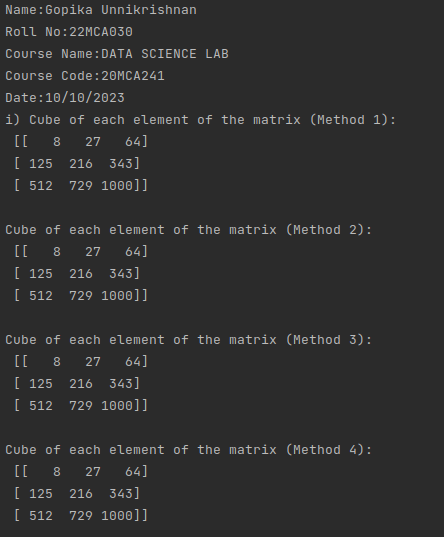 Name:Gopika Unnikrishnan
Roll No:22MCA030
Course Name:DATA SCIENCE LAB
Course Code:20MCA241
Date:10/10/2023
i) Cube of each element of the matrix (Method 1):
 [[   8   27   64]
 [ 125  216  343]
 [ 512  729 1000]]

Cube of each element of the matrix (Method 2):
 [[   8   27   64]
 [ 125  216  343]
 [ 512  729 1000]]

Cube of each element of the matrix (Method 3):
 [[   8   27   64]
 [ 125  216  343]
 [ 512  729 1000]]

Cube of each element of the matrix (Method 4):
 [[   8   27   64]
 [ 125  216  343]
 [ 512  729 1000]]